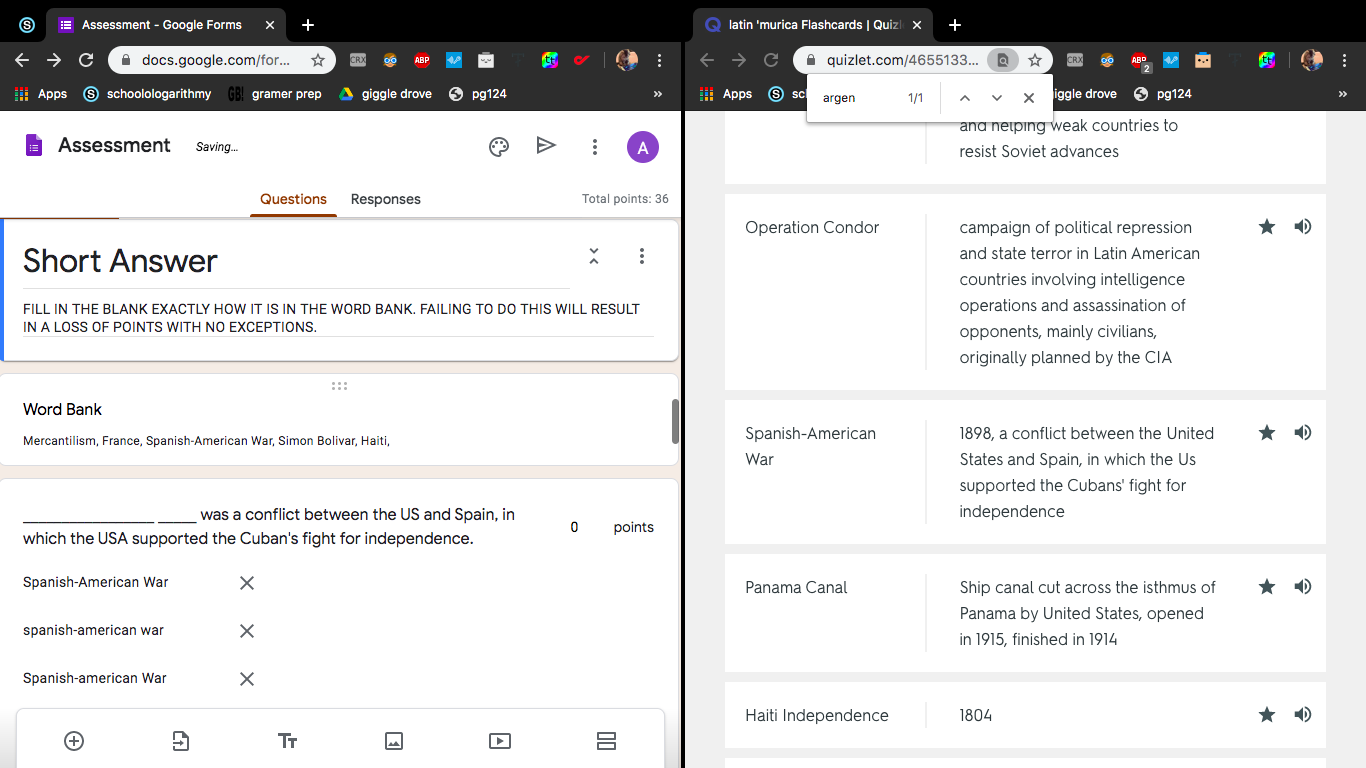 Assessment - Google Forms
docs.google.com/for...
CRX
ABP
Apps
schoolologarithmy
GB!
gramer prep
giggle drove
pg124
»
Assessment
Saving...
A
Questions
Responses
Total points: 36
Short Answer
FILL IN THE BLANK EXACTLY HOW IT IS IN THE WORD BANK. FAILING TO DO THIS WILL RESULT
IN A LOSS OF POINTS WITH NO EXCEPTIONS.
Word Bank
Mercantilism, France, Spanish-American War, Simon Bolivar, Haiti,
_________________ _____ was a conflict between the US and Spain, in
which the USA supported the Cuban's fight for independence.
0 points
Spanish-American War
spanish-american war
Spanish-american War
Tт
latin 'murica Flashcards | Quizl
quizlet.com/4655133...
CRX
ABP
2
Apps
sc
iggle drove
pg124
»
argen
1/1
and helping weak countries to
resist Soviet advances
Operation Condor
campaign of political repression
and state terror in Latin American
countries involving intelligence
operations and assassination of
opponents, mainly civilians,
originally planned by the CIA
Spanish-American
War
1898, a conflict between the United
States and Spain, in which the Us
supported the Cubans' fight for
independence
Panama Canal
Ship canal cut across the isthmus of
Panama by United States, opened
in 1915, finished in 1914
Haiti Independence
1804